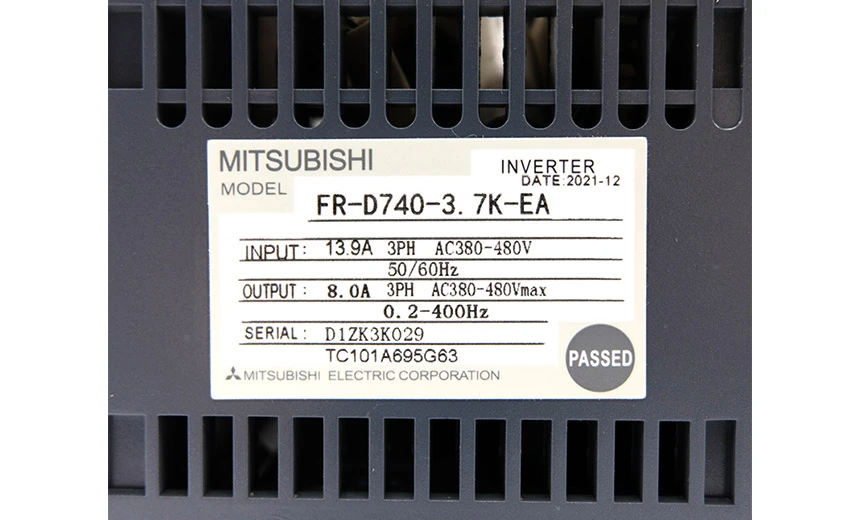 MITSUBISHI
INVERTER
DATE:2021-12
MODEL
FR-D740-3.7K-EA
INPUT: 13.9A 3PH AC380-480V
50/60Hz
OUTPUT: 8.0A 3PH AC380-480Vmax
0.2-400Hz
SERIAL: D1ZK3K029
TC101A695G63
PASSED
MITSUBISHI ELECTRIC CORPORATION